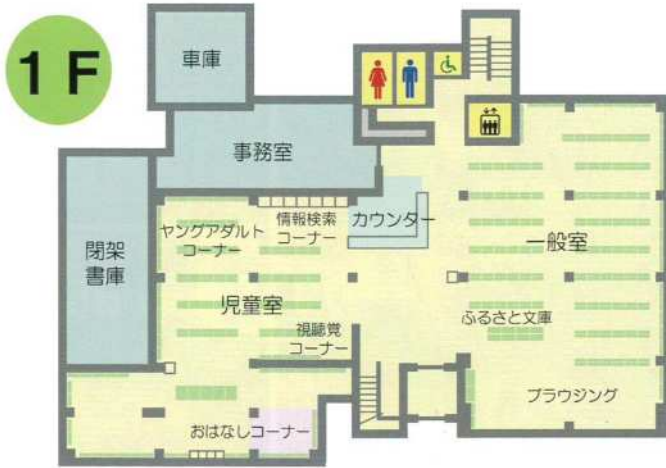 1 F
車庫
事務室
閉架
書庫
ヤングアダルト
コーナー
情報検索
コーナー
カウンター
一般室
児童室
視聴覚
コーナー
ふるさと文庫
ブラウジング
おはなしコーナー